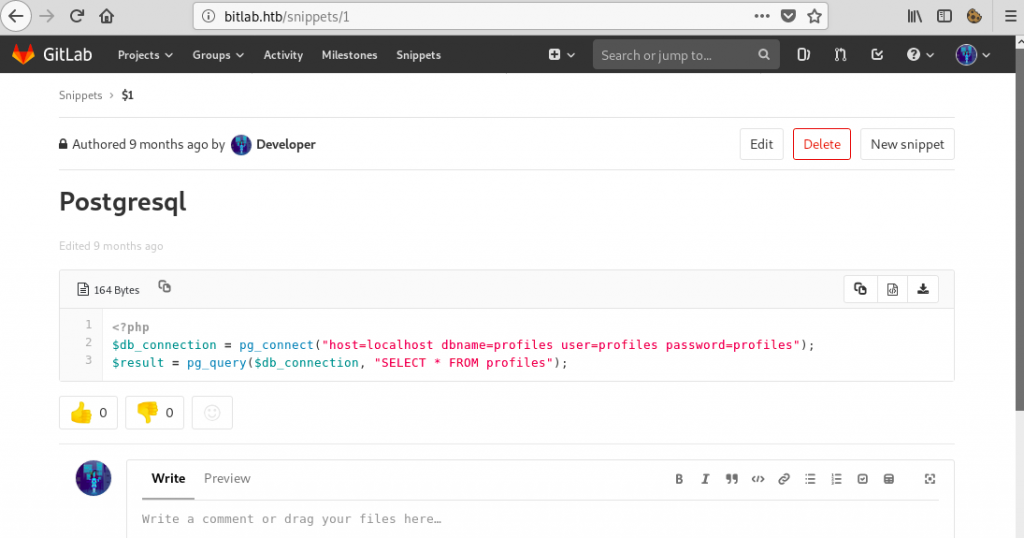 bitlab.htb/snippets/1
GitLab Projects Groups Activity Milestones Snippets Search or jump to...
Snippets › $1
Authored 9 months ago by Developer Edit Delete New snippet
Postgresql
Edited 9 months ago
164 Bytes
1 <?php
2 $db_connection = pg_connect("host=localhost dbname=profiles user=profiles password=profiles");
3 $result = pg_query($db_connection, "SELECT * FROM profiles");
👍 0 👎 0
Write Preview B I
Write a comment or drag your files here…